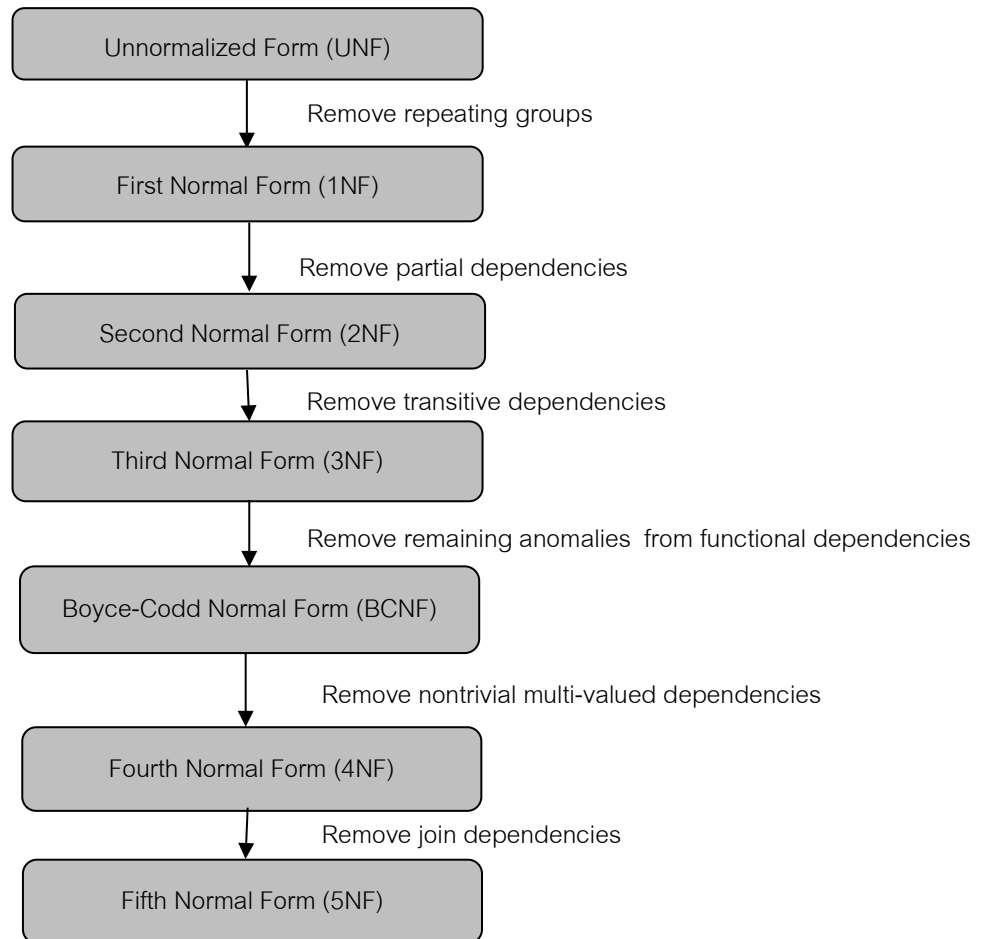 Unnormalized Form (UNF)
Remove repeating groups
First Normal Form (1NF)
Remove partial dependencies
Second Normal Form (2NF)
Remove transitive dependencies
Third Normal Form (3NF)
Remove remaining anomalies  from functional dependencies
Boyce-Codd Normal Form (BCNF)
Remove nontrivial multi-valued dependencies
Fourth Normal Form (4NF)
Remove join dependencies
Fifth Normal Form (5NF)